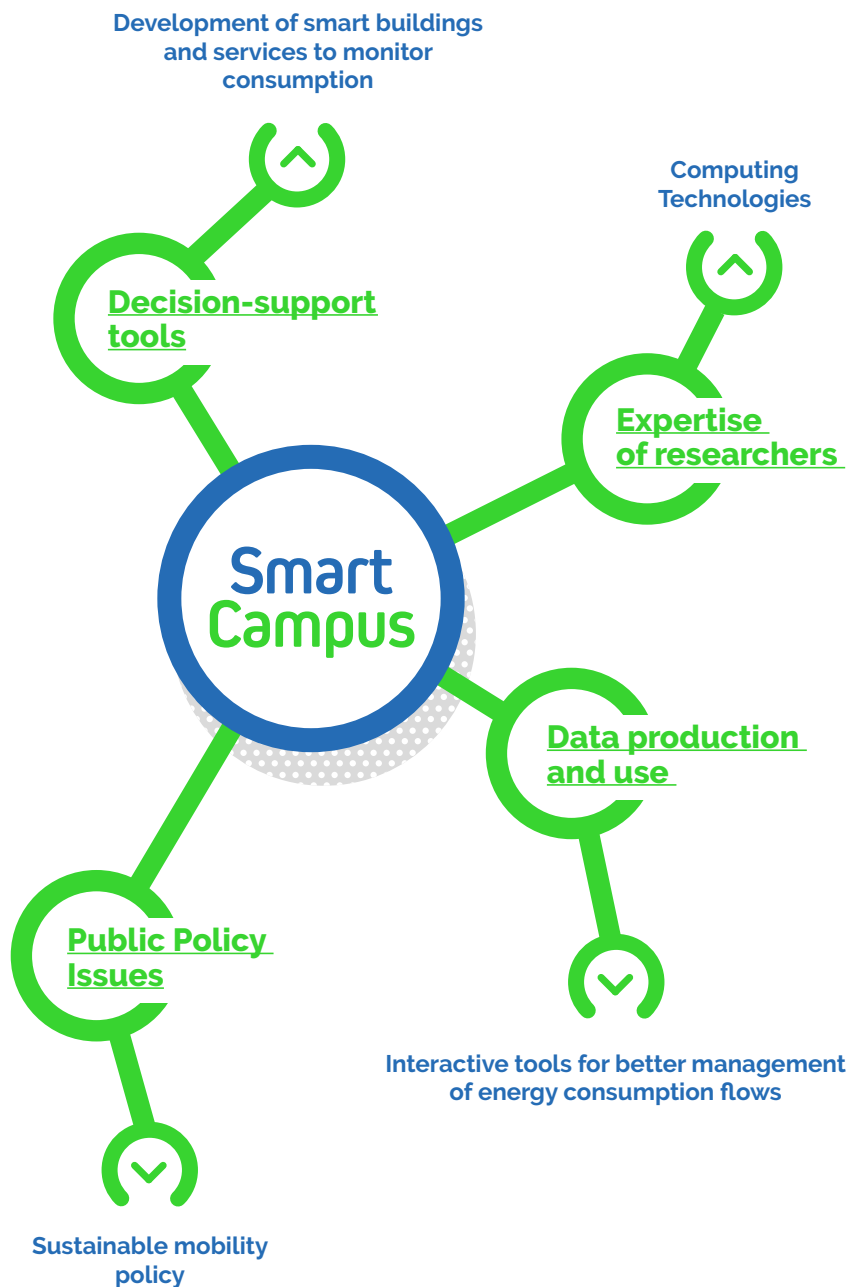 Development of smart buildings
and services to monitor
consumption
Computing
Technologies
Decision-support
tools
Expertise
of researchers
Smart
Campus
Data production
and use
Public Policy
Issues
Interactive tools for better management
of energy consumption flows
Sustainable mobility
policy